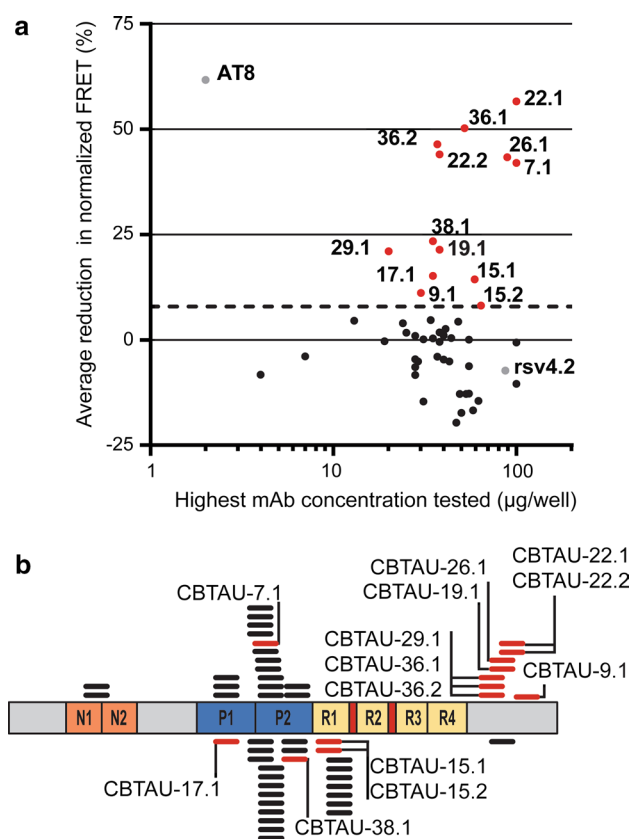 a
Average reduction in normalized FRET (%)
75
50
25
0
-25
AT8
22.1
36.1
36.2
22.2
26.1
7.1
38.1
29.1
19.1
17.1
15.1
9.1
15.2
rsv4.2
1
10
100
Highest mAb concentration tested (µg/well)
b
CBTAU-7.1
CBTAU-26.1
CBTAU-19.1
CBTAU-22.1
CBTAU-22.2
CBTAU-29.1
CBTAU-36.1
CBTAU-36.2
CBTAU-9.1
N1 N2 P1 P2 R1 R2 R3 R4
CBTAU-17.1
CBTAU-15.1
CBTAU-15.2
CBTAU-38.1